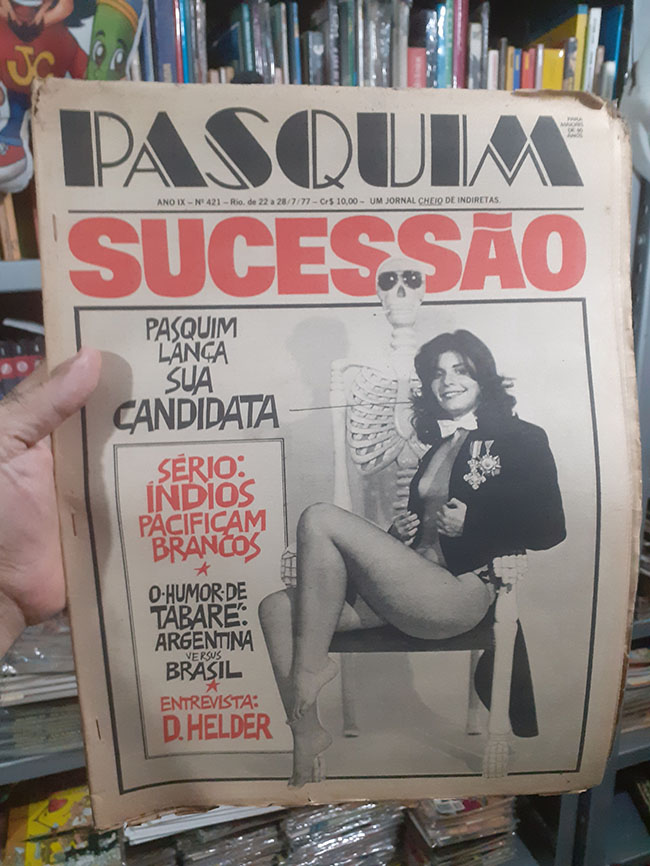 JC
PASQUIM
PARA
MAIORES
DE 80
ANOS
ANO IX – Nº 421 – Rio, de 22 a 28/7/77 – Cr$ 10,00 – UM JORNAL CHEIO DE INDIRETAS.
SUCESSÃO
PASQUIM
LANÇA
SUA
CANDIDATA
SÉRIO:
ÍNDIOS
PACIFICAM
BRANCOS
O·HUMOR·DE
TABARÉ:
ARGENTINA
VERSUS
BRASIL
ENTREVISTA:
D. HELDER